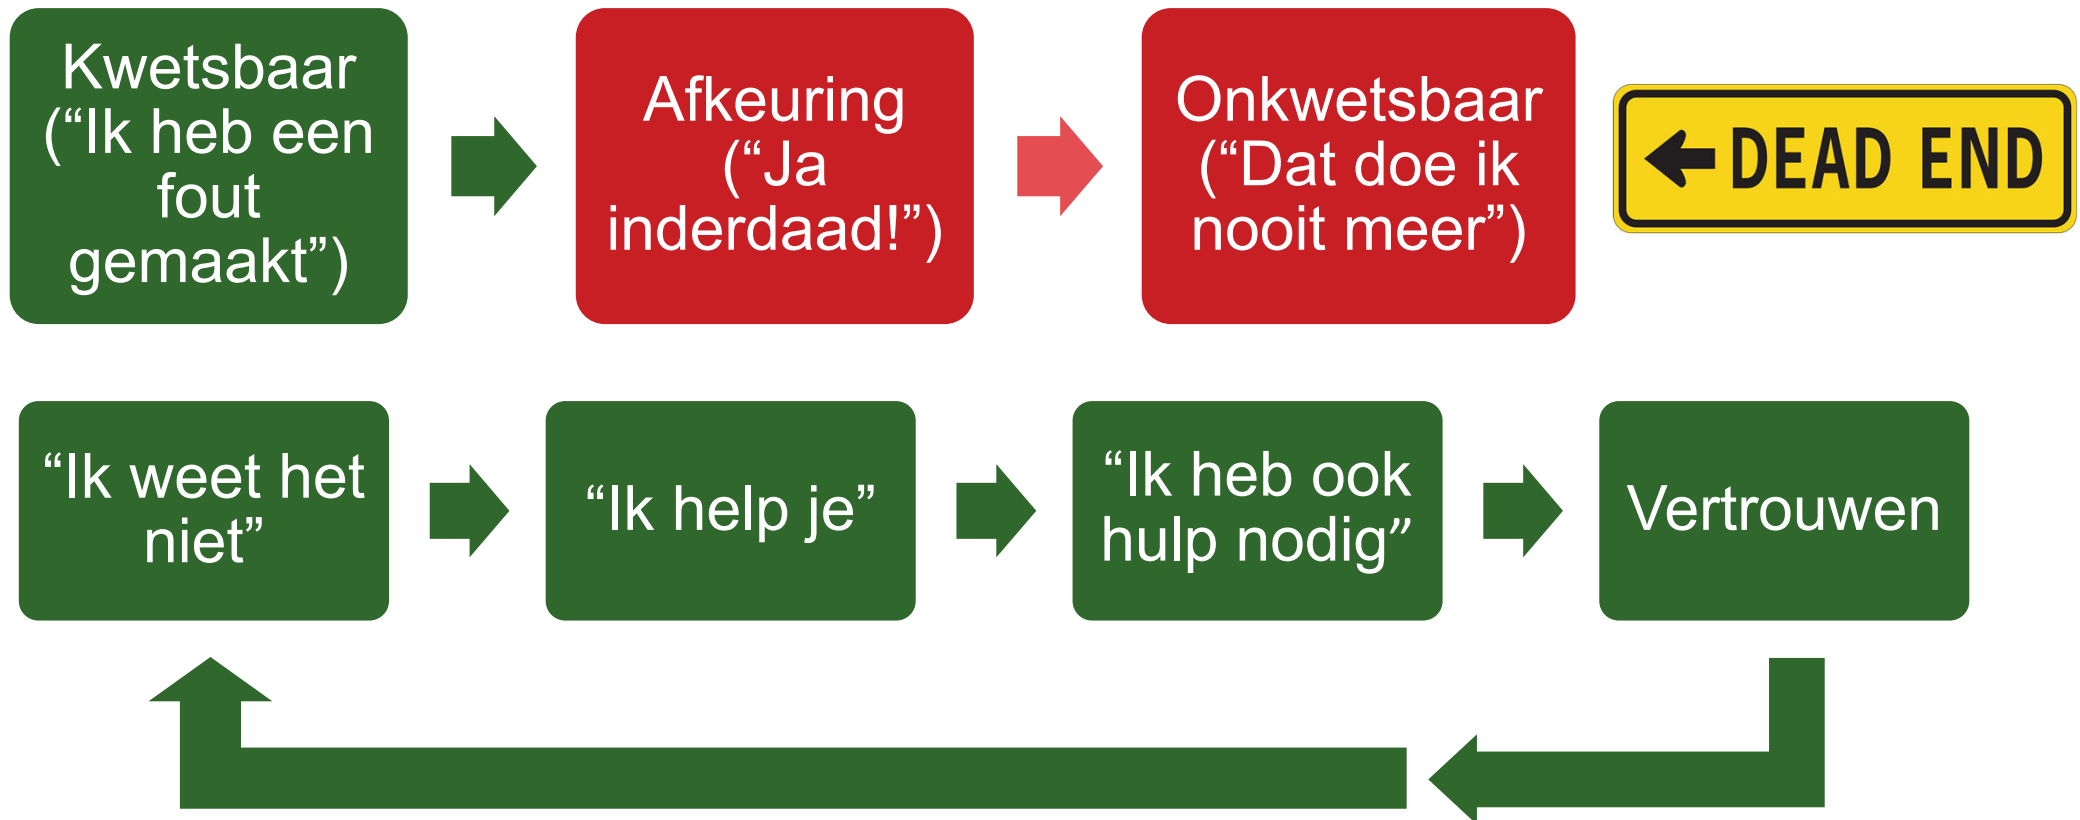 Kwetsbaar
(“Ik heb een
fout
gemaakt”)
Afkeuring
(“Ja
inderdaad!”)
Onkwetsbaar
(“Dat doe ik
nooit meer”)
DEAD END
“Ik weet het
niet”
“Ik help je”
“Ik heb ook
hulp nodig”
Vertrouwen